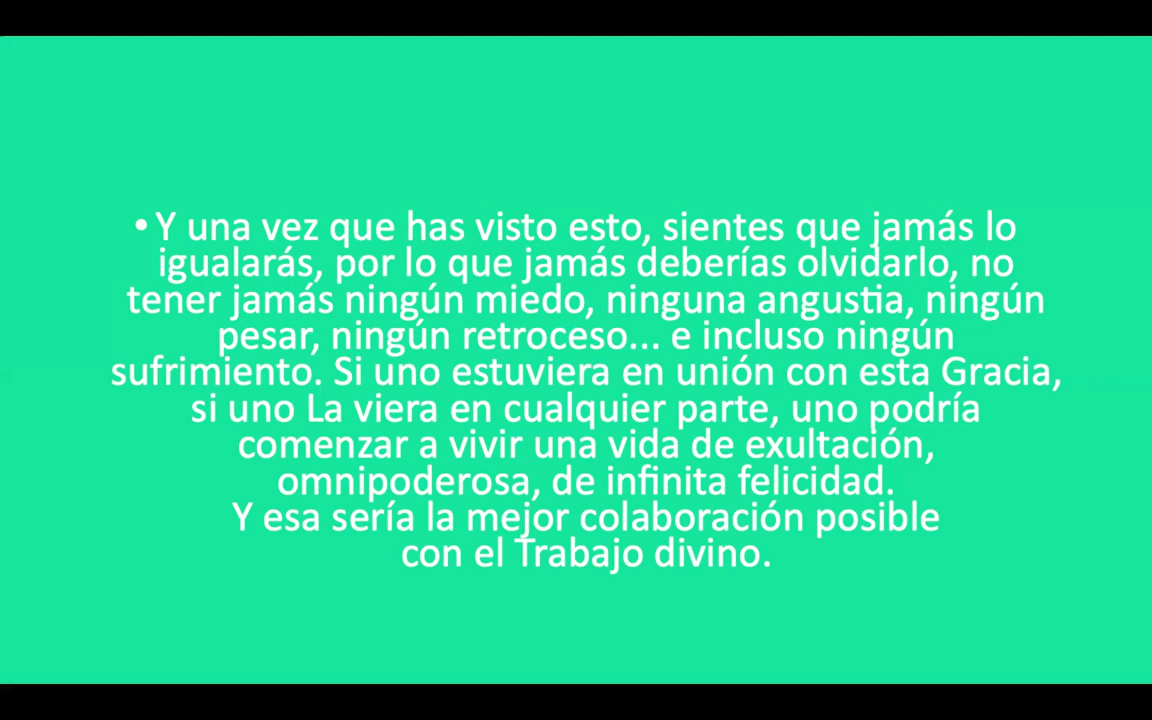 • Y una vez que has visto esto, sientes que jamás lo
igualarás, por lo que jamás deberías olvidarlo, no
tener jamás ningún miedo, ninguna angustia, ningún
pesar, ningún retroceso... e incluso ningún
sufrimiento. Si uno estuviera en unión con esta Gracia,
si uno La viera en cualquier parte, uno podría
comenzar a vivir una vida de exultación,
omnipoderosa, de infinita felicidad.
Y esa sería la mejor colaboración posible
con el Trabajo divino.